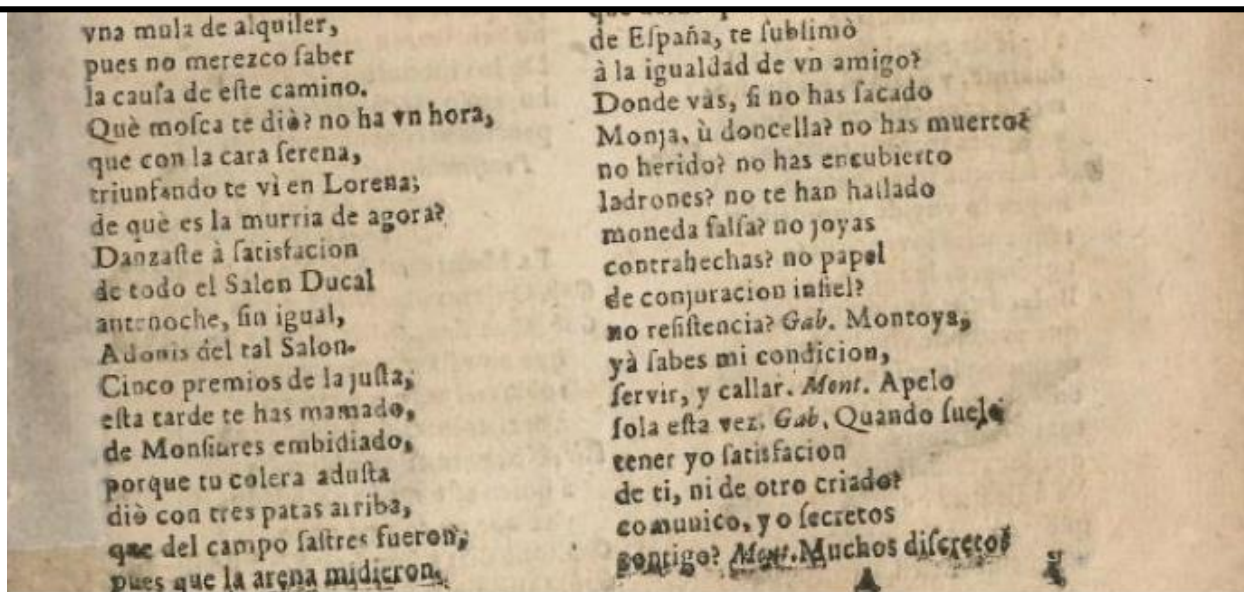 vna mula de alquiler,
pues no merezco ſaber
la cauſa de eſte camino.
Què moſca te diò? no ha vn hora,
que con la cara ſerena,
triunfando te vì en Lorena;
de què es la murria de agora?
Danzaſte à ſatisfacion
de todo el Salon Ducal
antenoche, ſin igual,
Adonis del tal Salon.
Cinco premios de la juſta,
eſta tarde te has mamado,
de Monſiures embidiado,
porque tu colera aduſta
diò con tres patas arriba,
que del campo ſaſtres fueron,
pues que la arena midieron,
de Eſpaña, te ſublimò
à la igualdad de vn amigo?
Donde vàs, ſi no has ſacado
Monja, ù doncella? no has muerto?
no herido? no has encubierto
ladrones? no te han hallado
moneda falſa? no joyas
contrahechas? no papel
de conjuracion infiel?
no reſiſtencia? Gab. Montoya,
yà ſabes mi condicion,
ſervir, y callar. Mont. Apelo
ſola eſta vez. Gab. Quando ſuelo
tener yo ſatisfacion
de ti, ni de otro criado?
comunico, yo ſecretos
contigo? Mont. Muchos diſcretos
A